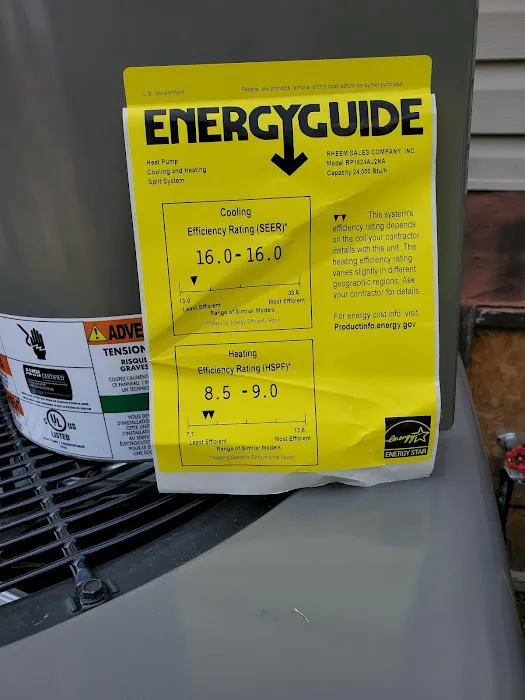 U.S. Government
Federal law prohibits removal of this label before consumer purchase.
ENERGYGUIDE
Heat Pump
Cooling and Heating
Split System
RHEEM SALES COMPANY, INC.
Model RP1624AJ2NA
Capacity 24,000 Btu/h
Cooling
Efficiency Rating (SEER)*
16.0- 16.0
30.6
Least Efficient
Most Efficient
Range of Similar Models
*Seasonal Energy Efficiency Ratio
This system's
efficiency rating depends
on the coil your contractor
installs with this unit. The
heating efficiency rating
varies slightly in different
geographic regions. Ask
your contractor for details.
For energy cost info, visit
Productinfo.energy.gov
Heating
Efficiency Rating (HSPF)*
8.5 -9.0
7.7
13.8
Least Efficient
Most Efficient
Range of Similar Models
*Heating Seasonal Performance Factor
energy
ENERGY STAR
ADVE
TENSION
RISQU
GRAVES
CERTIFIED
UL
US
LISTED